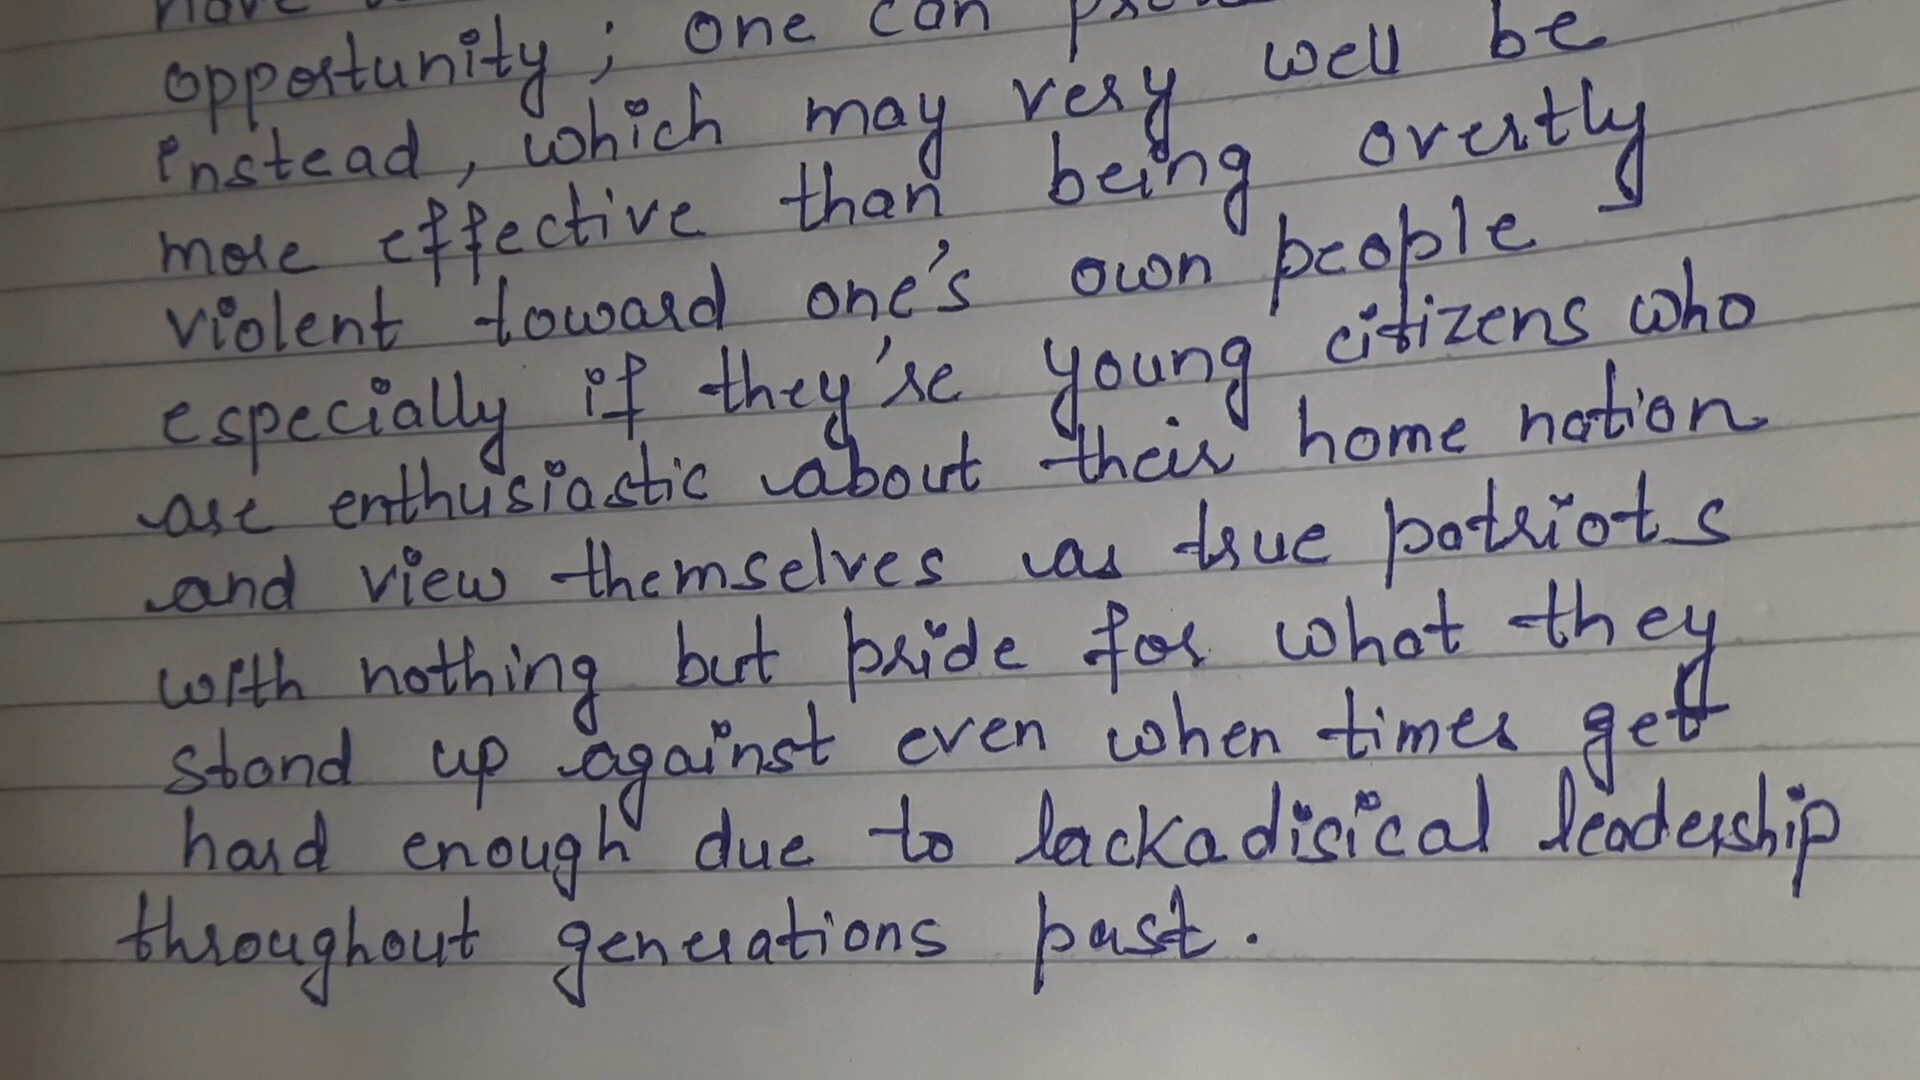 have
opportunity; one can
instead, which may very well be
more effective than being overtly
violent toward one's own people
especially if they're young citizens who
are enthusiastic about their home nation
and view themselves as true patriots
with nothing but pride for what they
stand up against even when times get
hard enough due to lackadisical leadership
throughout generations past.